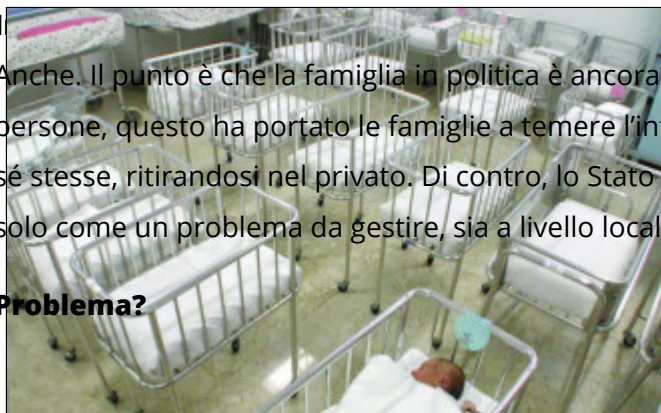 Anche. Il punto è che la famiglia in politica è ancora
persone, questo ha portato le famiglie a temere l'in
sé stesse, ritirandosi nel privato. Di contro, lo Stato
solo come un problema da gestire, sia a livello local
Problema?